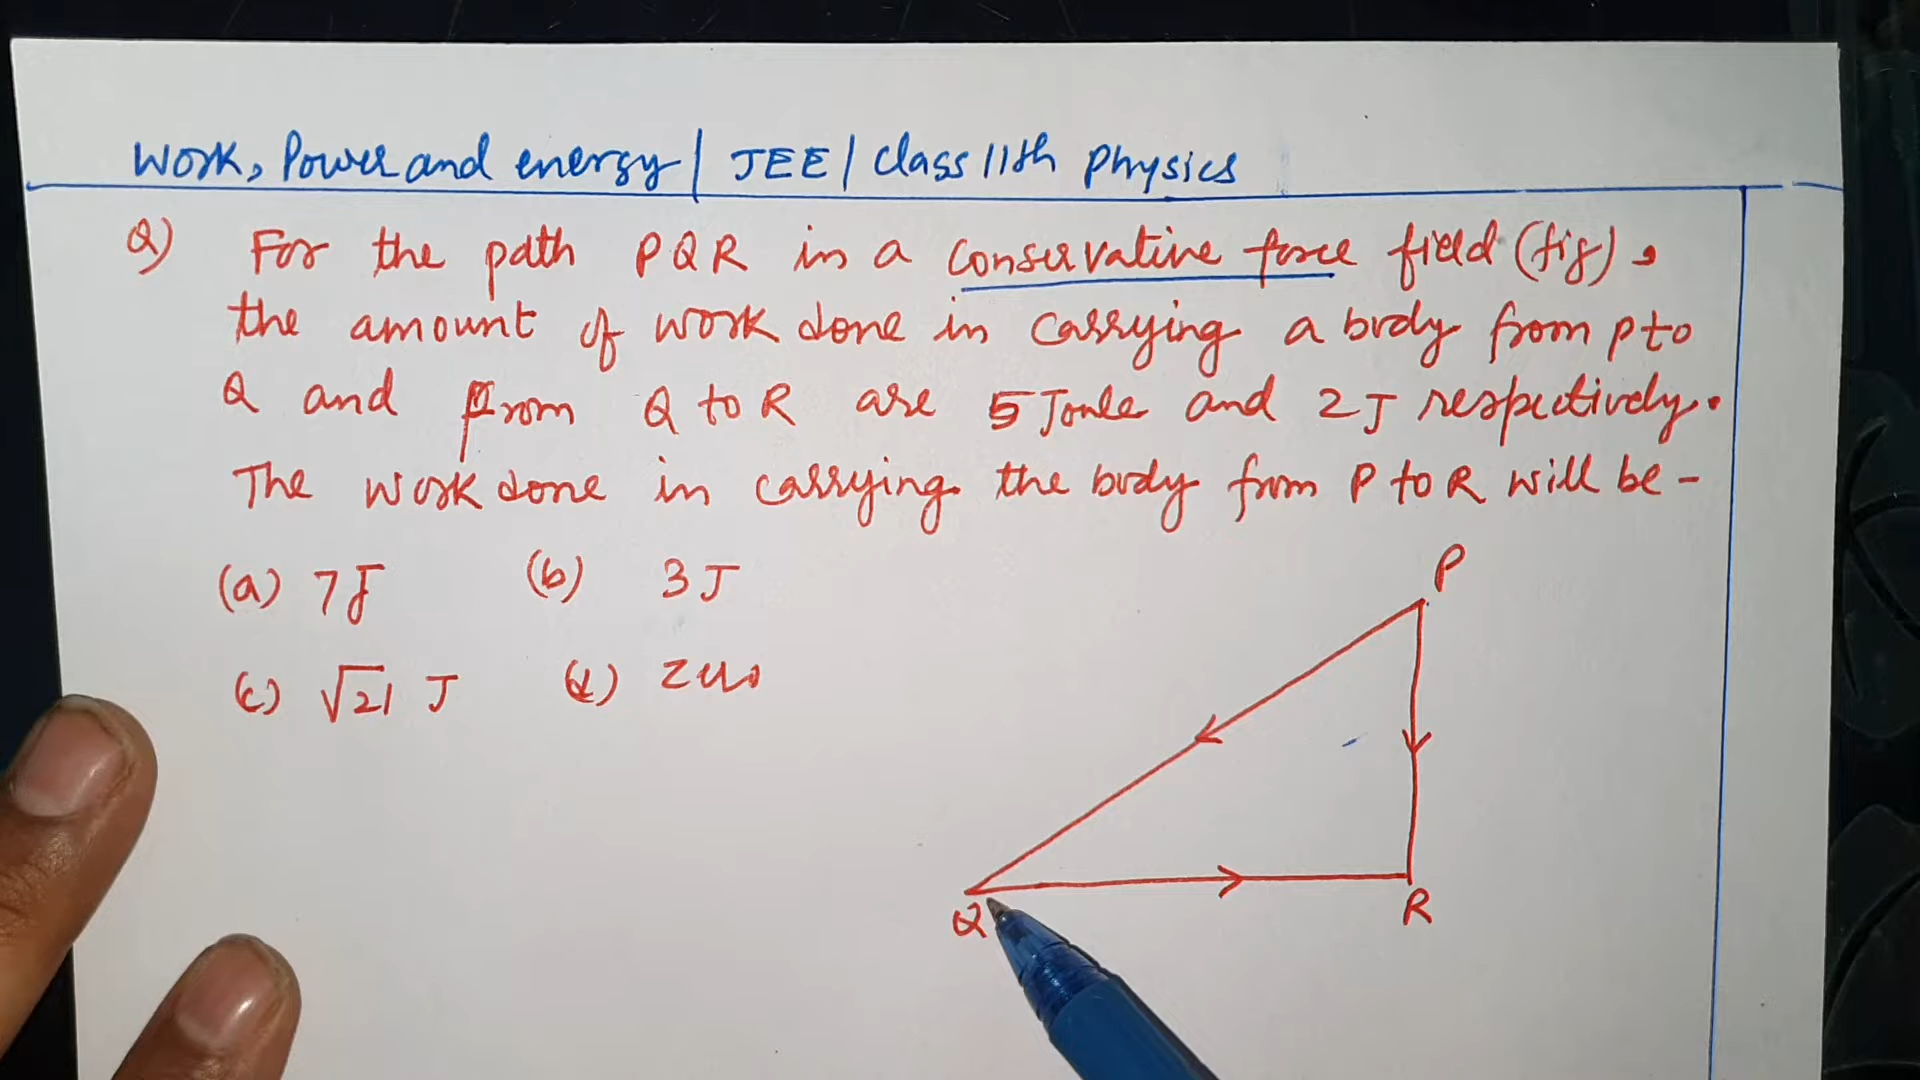 Work, Power and energy | JEE | Class 11th Physics
Q) For the path PQR in a conservative force field (fig).
the amount of work done in carrying a body from p to
Q and from Q to R are 5 Joule and 2 J respectively.
The work done in carrying the body from P to R will be -
(a) 7J (b) 3 J
(c) √21 J (d) Zero
P
Q
R